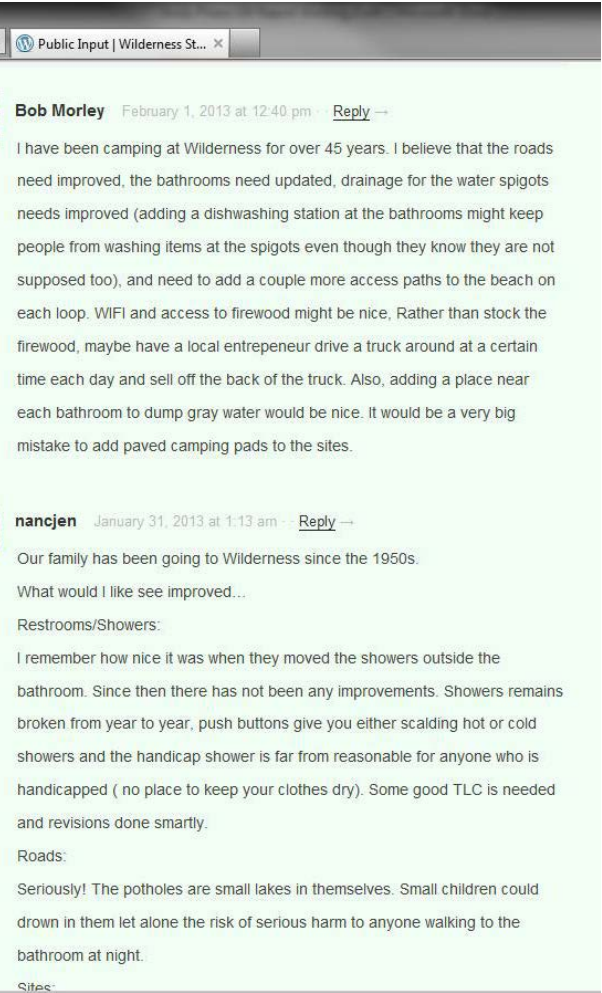 Public Input | Wilderness St... ×
Bob Morley February 1, 2013 at 12:40 pm · · Reply →
I have been camping at Wilderness for over 45 years. I believe that the roads
need improved, the bathrooms need updated, drainage for the water spigots
needs improved (adding a dishwashing station at the bathrooms might keep
people from washing items at the spigots even though they know they are not
supposed too), and need to add a couple more access paths to the beach on
each loop. WIFI and access to firewood might be nice, Rather than stock the
firewood, maybe have a local entrepeneur drive a truck around at a certain
time each day and sell off the back of the truck. Also, adding a place near
each bathroom to dump gray water would be nice. It would be a very big
mistake to add paved camping pads to the sites.
nancjen January 31, 2013 at 1:13 am · · Reply →
Our family has been going to Wilderness since the 1950s.
What would I like see improved…
Restrooms/Showers:
I remember how nice it was when they moved the showers outside the
bathroom. Since then there has not been any improvements. Showers remains
broken from year to year, push buttons give you either scalding hot or cold
showers and the handicap shower is far from reasonable for anyone who is
handicapped ( no place to keep your clothes dry). Some good TLC is needed
and revisions done smartly.
Roads:
Seriously! The potholes are small lakes in themselves. Small children could
drown in them let alone the risk of serious harm to anyone walking to the
bathroom at night.
Sites: